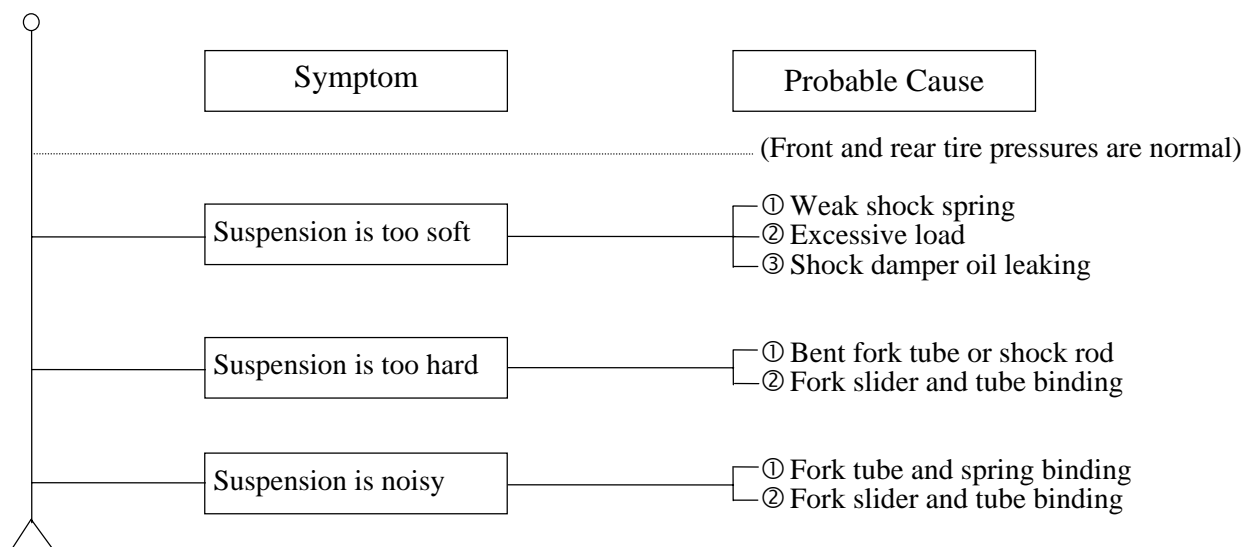 Symptom
Probable Cause
(Front and rear tire pressures are normal)
Suspension is too soft
① Weak shock spring
② Excessive load
③ Shock damper oil leaking
Suspension is too hard
① Bent fork tube or shock rod
② Fork slider and tube binding
Suspension is noisy
① Fork tube and spring binding
② Fork slider and tube binding